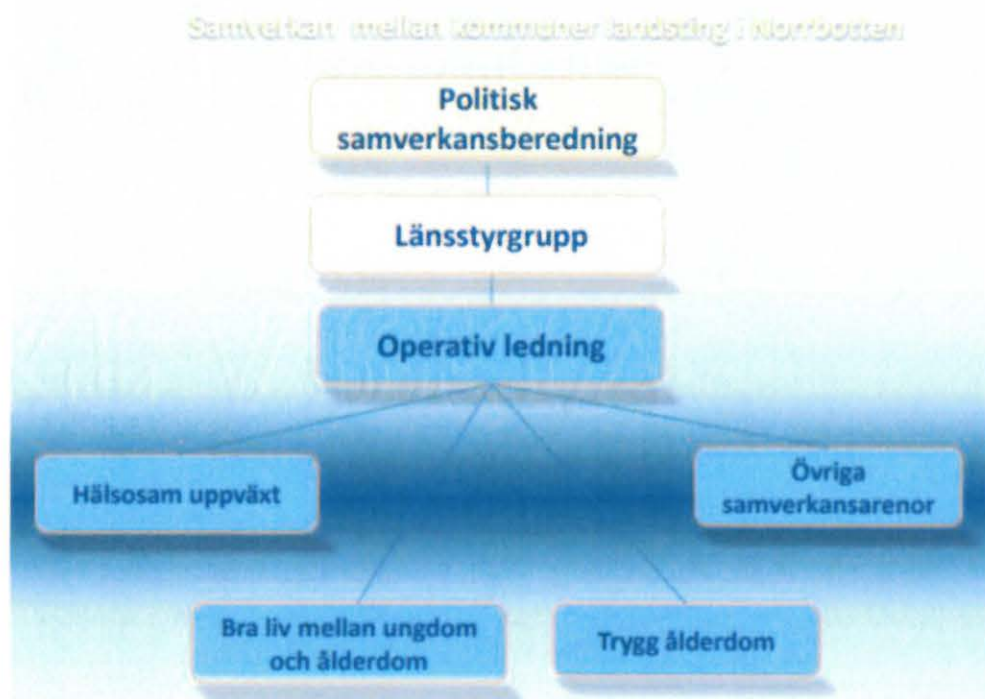 Samverkan mellan kommuner landsting i Norrbotten
Politisk
samverkansberedning
Länsstyrgrupp
Operativ ledning
Hälsosam uppväxt
Övriga
samverkansarenor
Bra liv mellan ungdom
och ålderdom
Trygg ålderdom